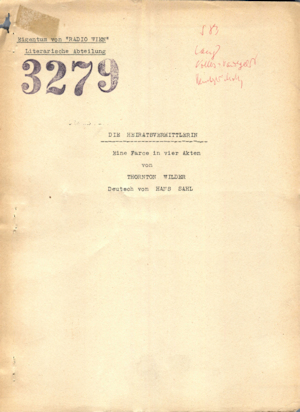 Eigentum von "RADIO WIEN"
Literarische Abteilung
3279
DIE HEIRATSVERMITTLERIN
Eine Farce in vier Akten
von
THORNTON WILDER
Deutsch von HANS SAHL